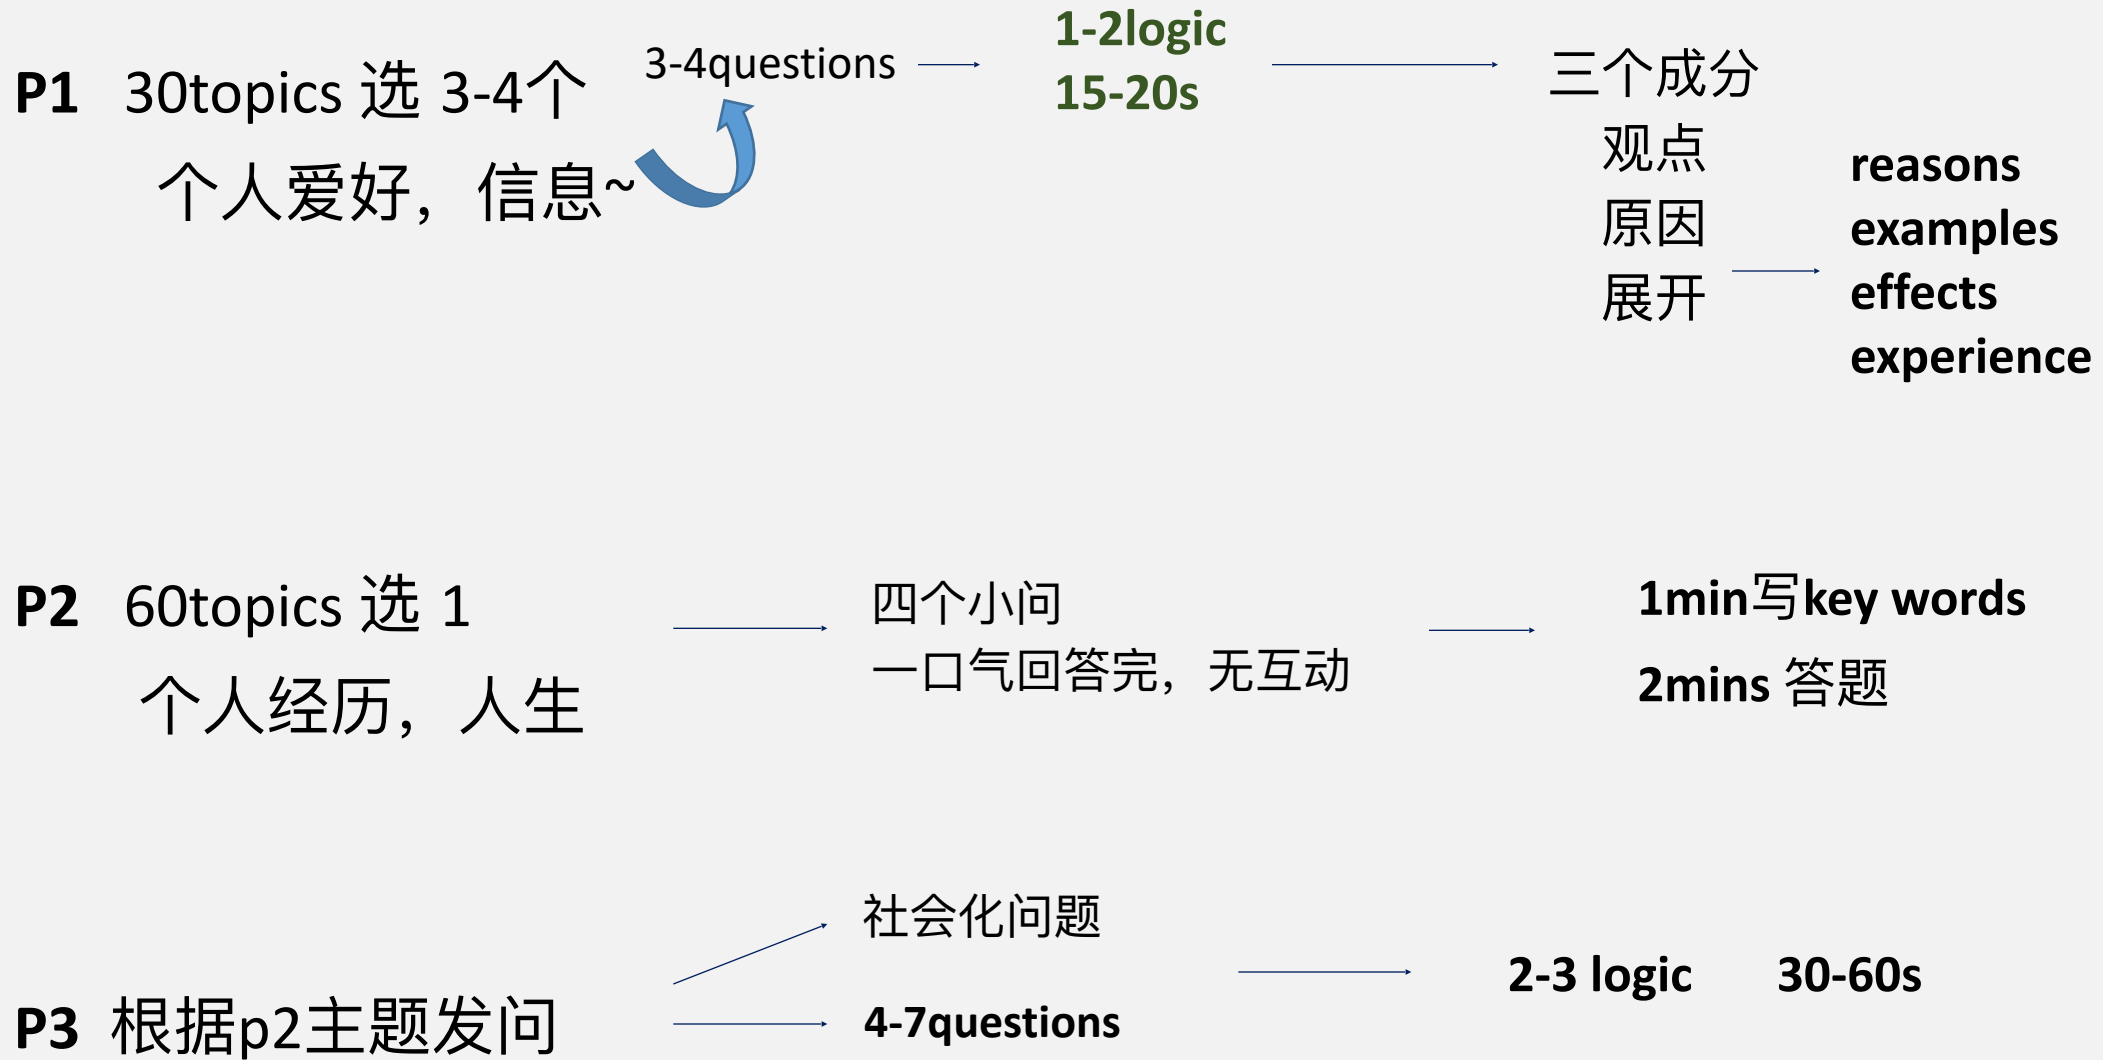 P1 30topics 选 3-4个
个人爱好，信息~
3-4questions
1-2logic
15-20s
三个成分
观点
原因
展开
reasons
examples
effects
experience
P2 60topics 选 1
个人经历，人生
四个小问
一口气回答完，无互动
1min写key words
2mins 答题
P3 根据p2主题发问
社会化问题
4-7questions
2-3 logic 30-60s